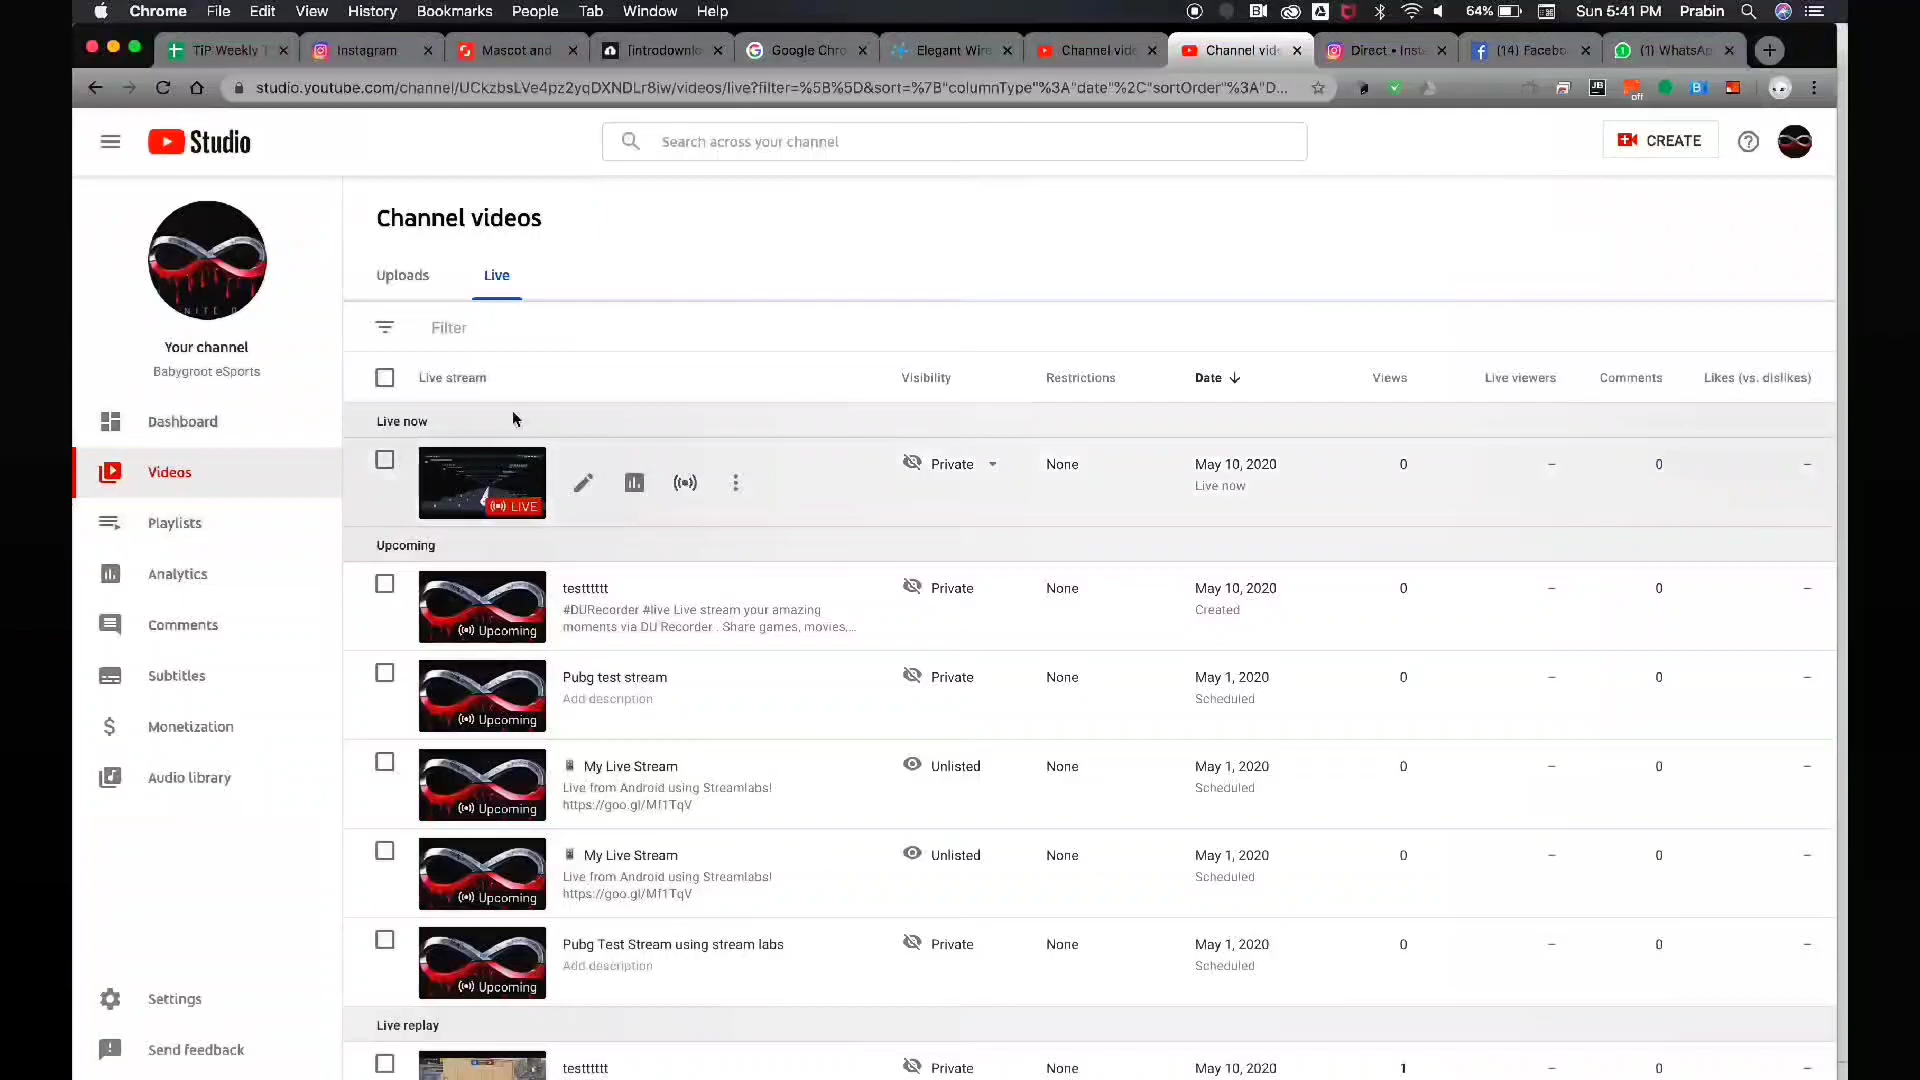 Chrome File Edit View History Bookmarks People Tab Window Help 64% Sun 5:41 PM Prabin
TiP Weekly Instagram Mascot and [introdownlo Google Chro Elegant Wire Channel vide Channel vide Direct • Inst (14) Facebo (1) WhatsAp
studio.youtube.com/channel/UCkzbsLVe4pz2yqDXNDLr8iw/videos/live?filter=%5B%5D&sort=%7B"columnType"%3A"date"%2C"sortOrder"%3A"D...
JB
off
Studio
Search across your channel
CREATE
NITE
Your channel
Babygroot eSports
Dashboard
Videos
Playlists
Analytics
Comments
Subtitles
Monetization
Audio library
Settings
Send feedback
Channel videos
Uploads Live
Filter
Live stream Visibility Restrictions Date Views Live viewers Comments Likes (vs. dislikes)
Live now
LIVE
Private None May 10, 2020 0 – 0 –
Live now
Upcoming
testttttt Private None May 10, 2020 0 – 0 –
#DURecorder #live Live stream your amazing Created
moments via DU Recorder . Share games, movies,...
Upcoming
Pubg test stream Private None May 1, 2020 0 – 0 –
Add description Scheduled
Upcoming
My Live Stream Unlisted None May 1, 2020 0 – 0 –
Live from Android using Streamlabs! Scheduled
https://goo.gl/Mf1TqV
Upcoming
My Live Stream Unlisted None May 1, 2020 0 – 0 –
Live from Android using Streamlabs! Scheduled
https://goo.gl/Mf1TqV
Upcoming
Pubg Test Stream using stream labs Private None May 1, 2020 0 – 0 –
Add description Scheduled
Upcoming
Live replay
testttttt Private None May 10, 2020 1 – 0 –